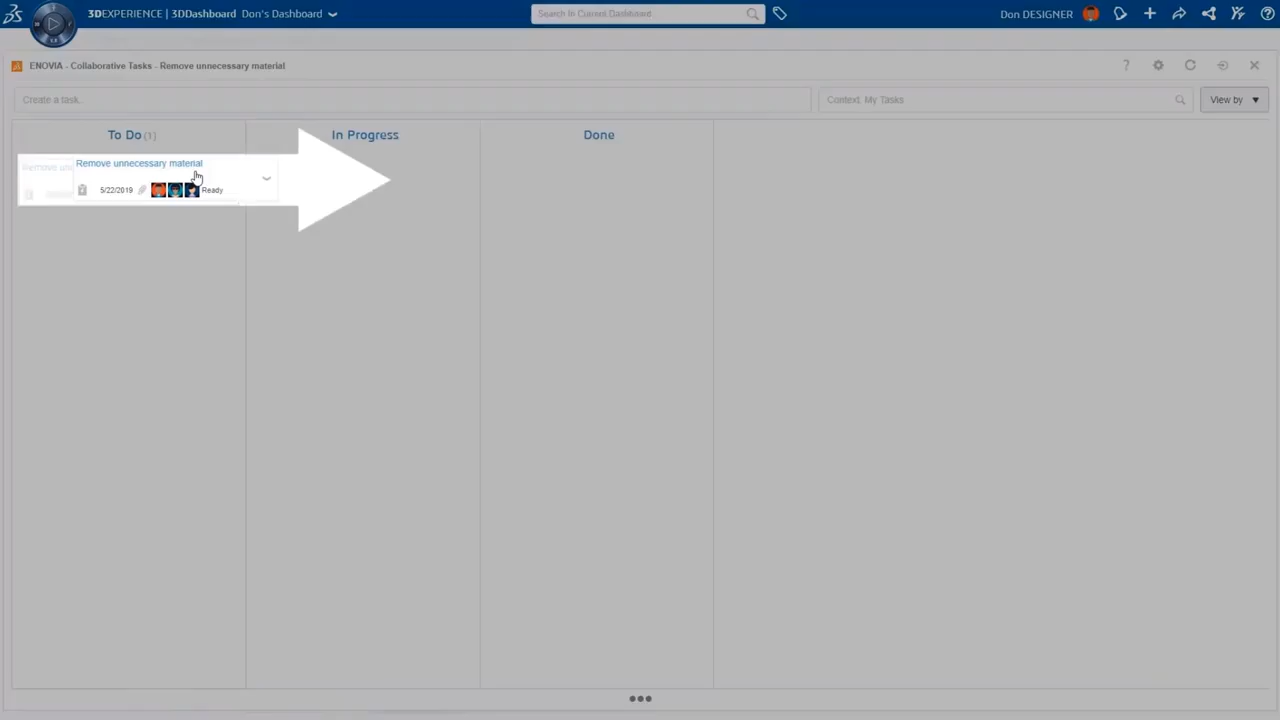 3DEXPERIENCE | 3DDashboard Don's Dashboard
Search In Current Dashboard
Don DESIGNER
ENOVIA - Collaborative Tasks - Remove unnecessary material
Create a task..
Context: My Tasks
View by
To Do (1)
In Progress
Done
Remove unnecessary material
5/22/2019
Ready